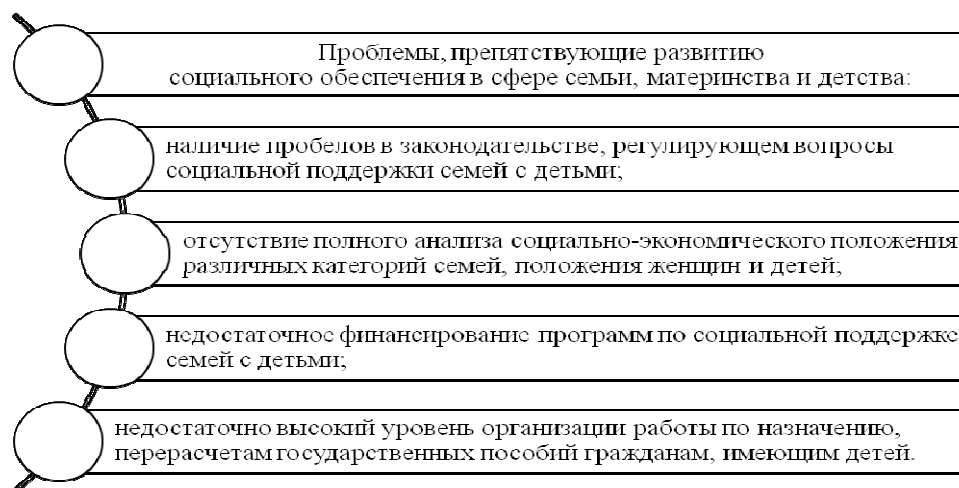 Проблемы, препятствующие развитию
социального обеспечения в сфере семьи, материнства и детства:
наличие пробелов в законодательстве, регулирующем вопросы
социальной поддержки семей с детьми;
отсутствие полного анализа социально-экономического положения
различных категорий семей, положения женщин и детей;
недостаточное финансирование программ по социальной поддержке
семей с детьми;
недостаточно высокий уровень организации работы по назначению,
перерасчетам государственных пособий гражданам, имеющим детей.